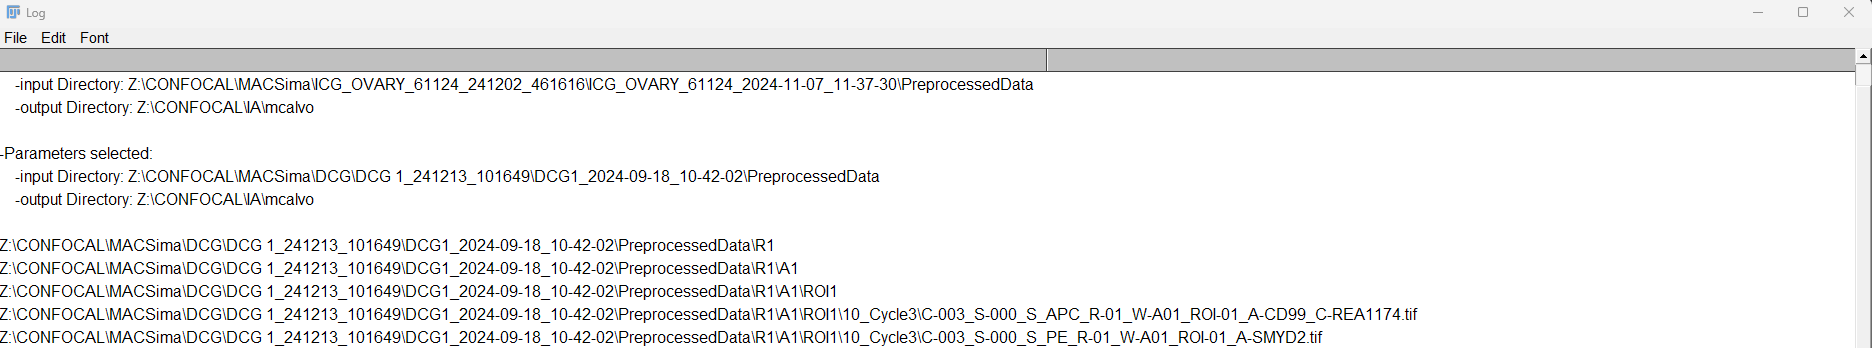 Log
File Edit Font
-input Directory: Z:\CONFOCAL\MACSima\ICG_OVARY_61124_241202_461616\ICG_OVARY_61124_2024-11-07_11-37-30\PreprocessedData
-output Directory: Z:\CONFOCAL\IA\mcalvo
-Parameters selected:
-input Directory: Z:\CONFOCAL\MACSima\DCG\DCG 1_241213_101649\DCG1_2024-09-18_10-42-02\PreprocessedData
-output Directory: Z:\CONFOCAL\IA\mcalvo
Z:\CONFOCAL\MACSima\DCG\DCG 1_241213_101649\DCG1_2024-09-18_10-42-02\PreprocessedData\R1
Z:\CONFOCAL\MACSima\DCG\DCG 1_241213_101649\DCG1_2024-09-18_10-42-02\PreprocessedData\R1\A1
Z:\CONFOCAL\MACSima\DCG\DCG 1_241213_101649\DCG1_2024-09-18_10-42-02\PreprocessedData\R1\A1\ROI1
Z:\CONFOCAL\MACSima\DCG\DCG 1_241213_101649\DCG1_2024-09-18_10-42-02\PreprocessedData\R1\A1\ROI1\10_Cycle3\C-003_S-000_S_APC_R-01_W-A01_ROI-01_A-CD99_C-REA1174.tif
Z:\CONFOCAL\MACSima\DCG\DCG 1_241213_101649\DCG1_2024-09-18_10-42-02\PreprocessedData\R1\A1\ROI1\10_Cycle3\C-003_S-000_S_PE_R-01_W-A01_ROI-01_A-SMYD2.tif